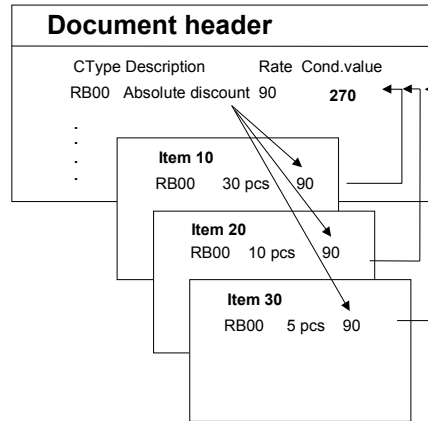 Document header
CType Description Rate Cond.value
RB00 Absolute discount 90 270
.
.
.
.
Item 10
RB00 30 pcs 90
Item 20
RB00 10 pcs 90
Item 30
RB00 5 pcs 90